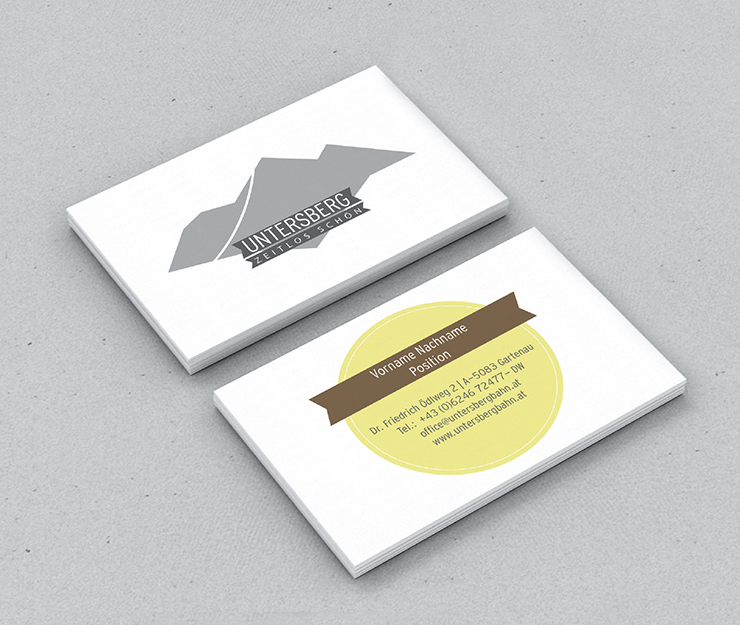 UNTERSBERG
ZEITLOS SCHÖN
Vorname Nachname
Position
Dr. Friedrich Ödlweg 2 | A–5083 Gartenau
Tel.: +43 (0)6246 72477– DW
office@untersbergbahn.at
www.untersbergbahn.at